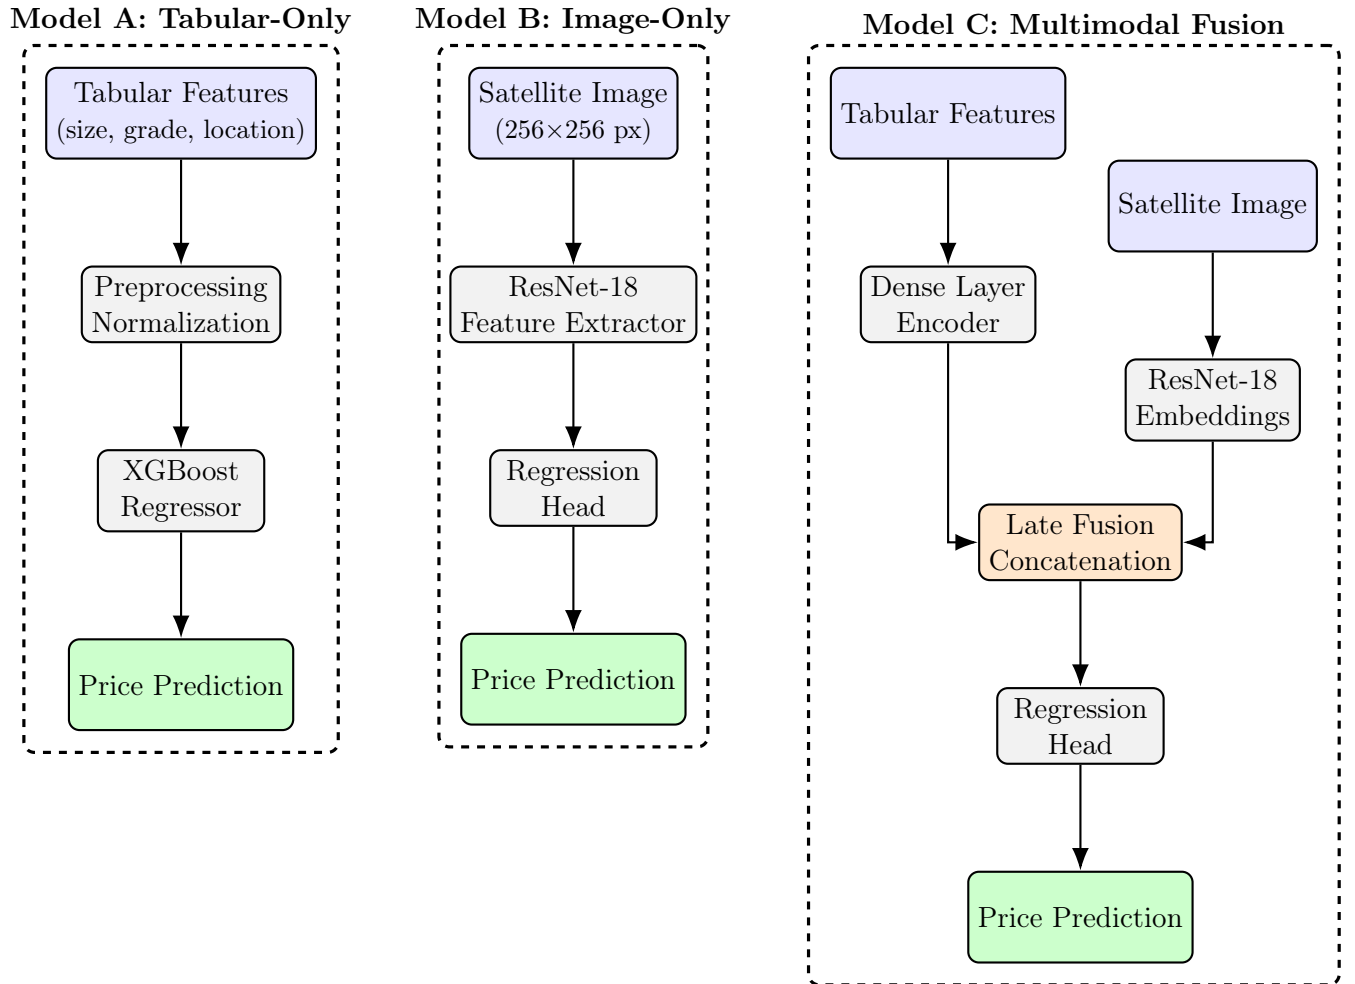 Model A: Tabular-Only
Tabular Features
(size, grade, location)
Preprocessing
Normalization
XGBoost
Regressor
Price Prediction
Model B: Image-Only
Satellite Image
(256×256 px)
ResNet-18
Feature Extractor
Regression
Head
Price Prediction
Model C: Multimodal Fusion
Tabular Features
Satellite Image
Dense Layer
Encoder
ResNet-18
Embeddings
Late Fusion
Concatenation
Regression
Head
Price Prediction